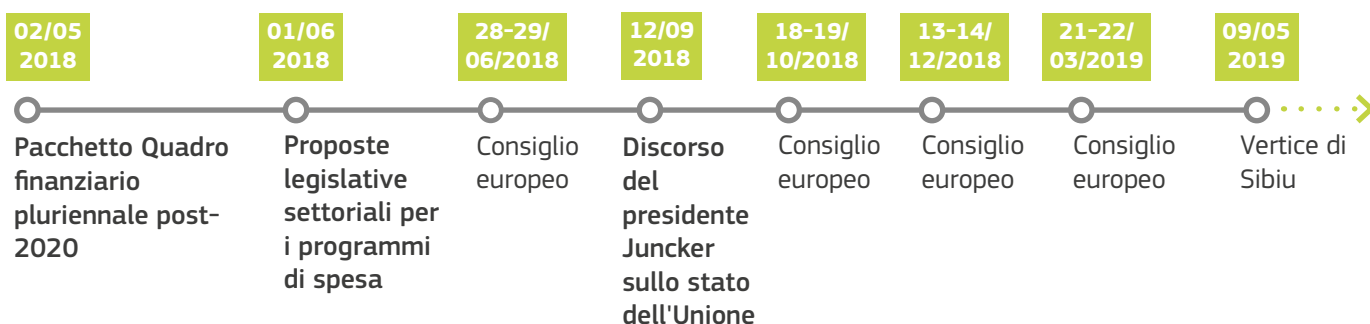 02/05
2018
01/06
2018
28-29/
06/2018
12/09
2018
18-19/
10/2018
13-14/
12/2018
21-22/
03/2019
09/05
2019
Pacchetto Quadro
finanziario
pluriennale post-
2020
Proposte
legislative
settoriali per
i programmi
di spesa
Consiglio
europeo
Discorso
del
presidente
Juncker
sullo stato
dell'Unione
Consiglio
europeo
Consiglio
europeo
Consiglio
europeo
Vertice di
Sibiu